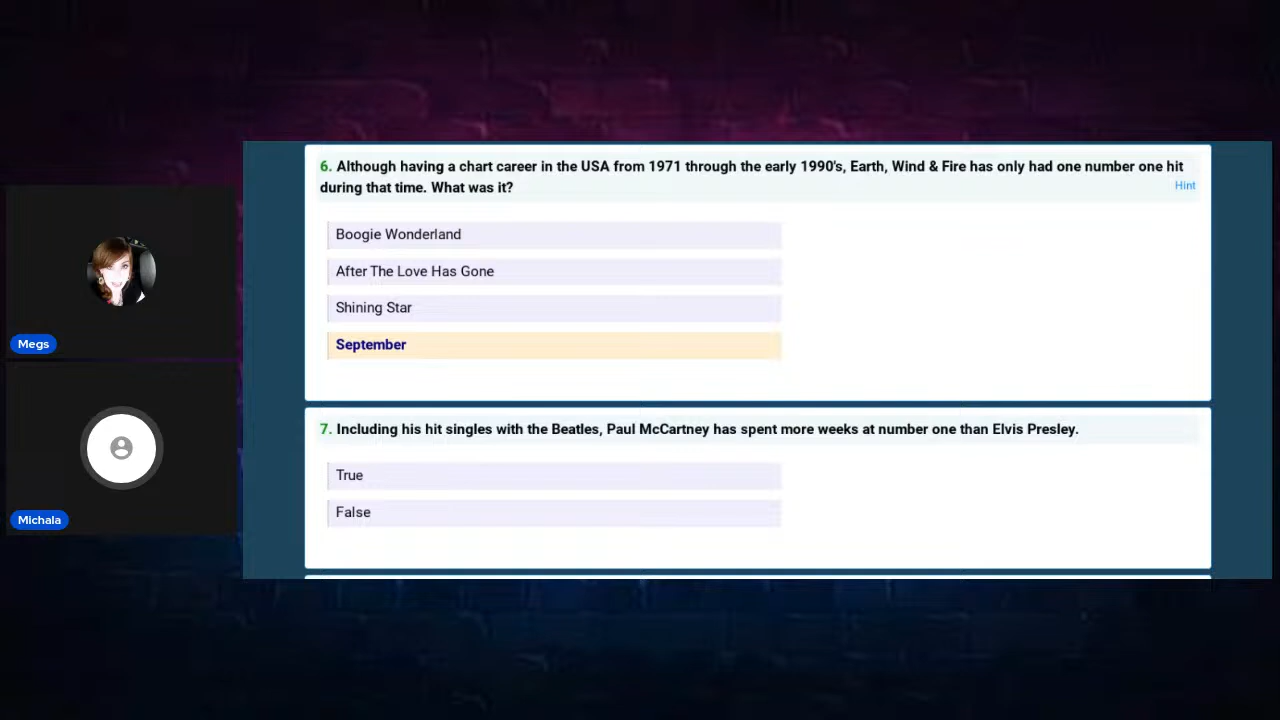 6. Although having a chart career in the USA from 1971 through the early 1990's, Earth, Wind & Fire has only had one number one hit
during that time. What was it?
Hint
Boogie Wonderland
After The Love Has Gone
Shining Star
September
Megs
7. Including his hit singles with the Beatles, Paul McCartney has spent more weeks at number one than Elvis Presley.
True
False
Michala